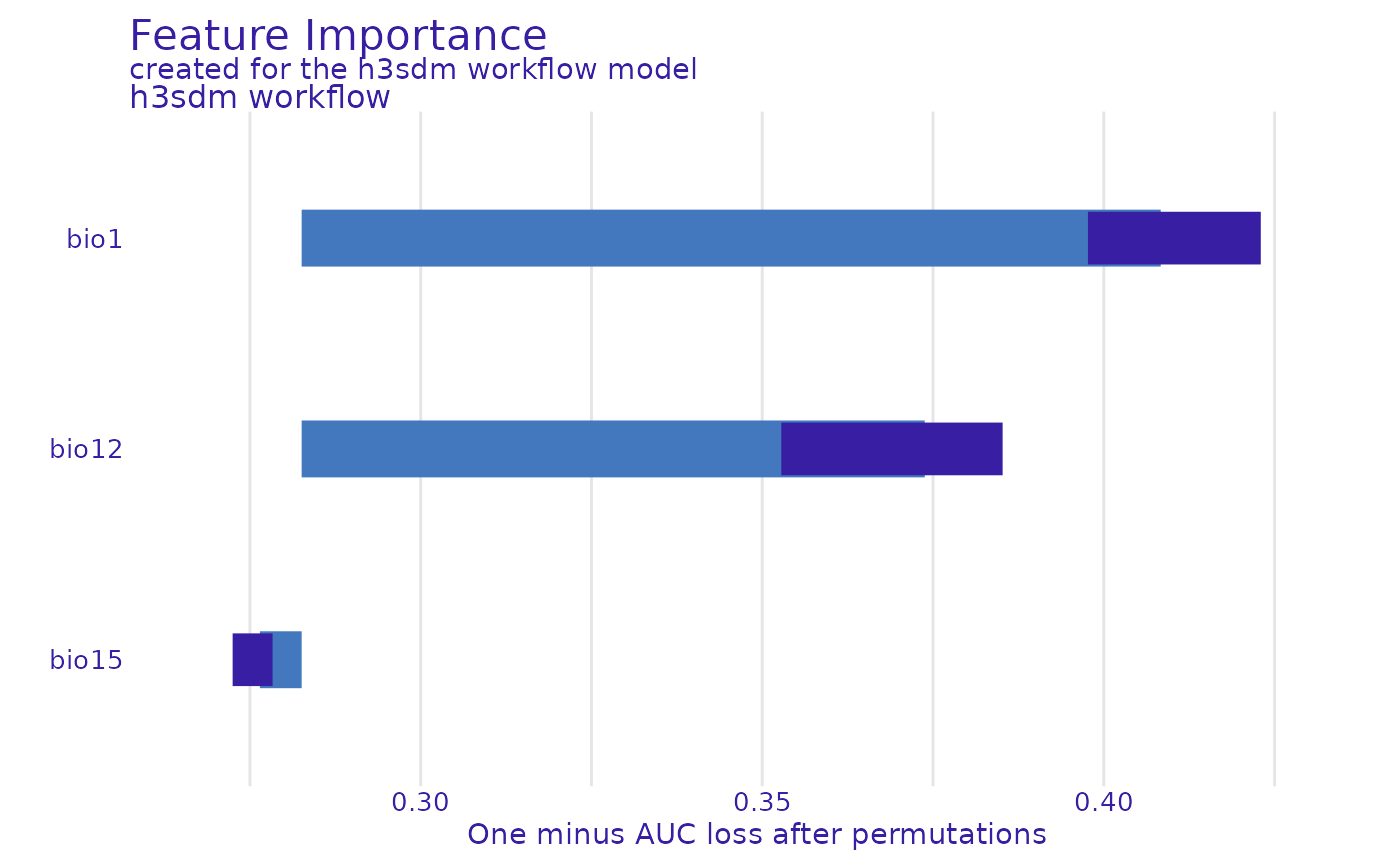 Feature Importance
created for the h3sdm workflow model
h3sdm workflow
bio1
bio12
bio15
0.30 0.35 0.40
One minus AUC loss after permutations